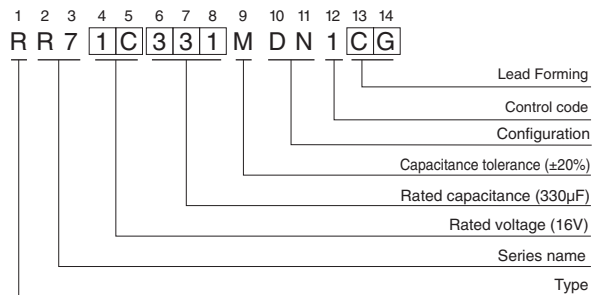 1 2 3 4 5 6 7 8 9 10 11 12 13 14
R R 7 1 C 3 3 1 M D N 1 C G
Lead Forming
Control code
Configuration
Capacitance tolerance (±20%)
Rated capacitance (330µF)
Rated voltage (16V)
Series name
Type